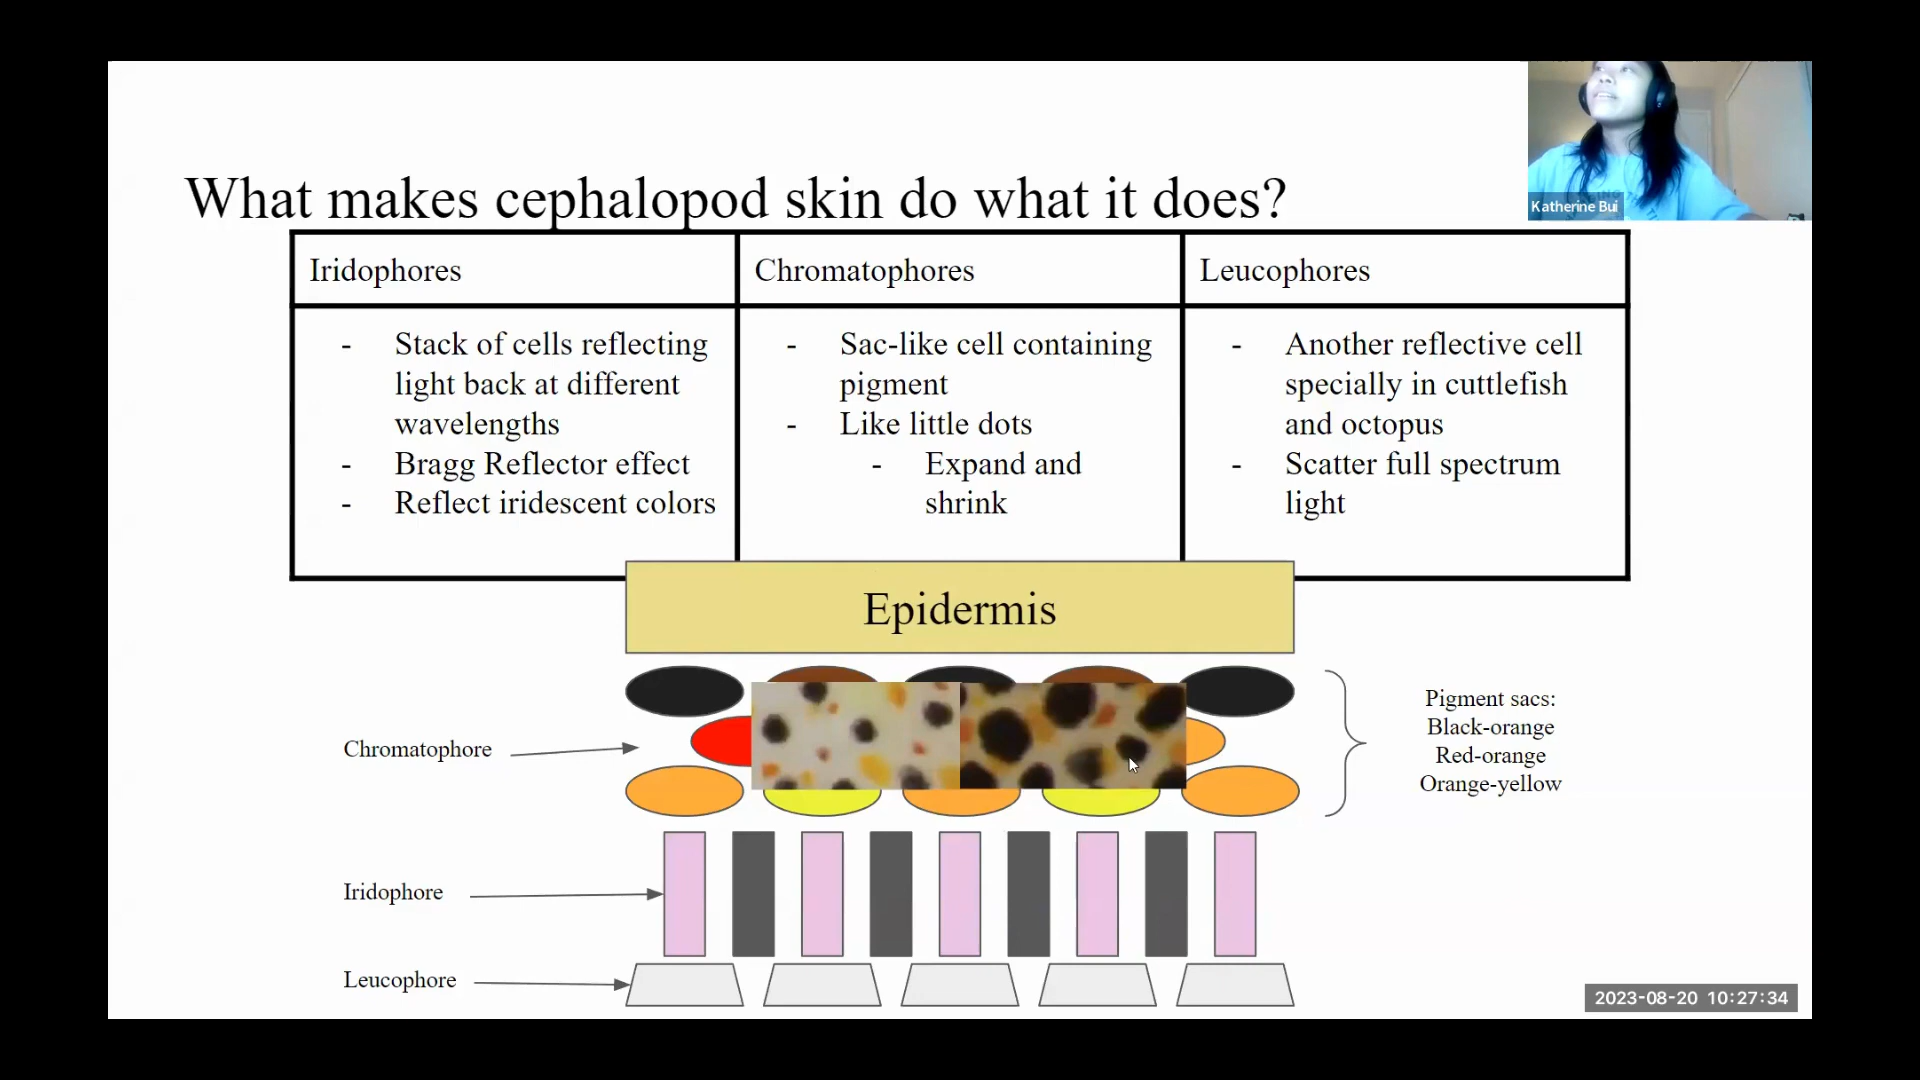 What makes cephalopod skin do what it does?
Katherine Bui
Iridophores
- Stack of cells reflecting
light back at different
wavelengths
- Bragg Reflector effect
- Reflect iridescent colors
Chromatophores
- Sac-like cell containing
pigment
- Like little dots
- Expand and
shrink
Leucophores
- Another reflective cell
specially in cuttlefish
and octopus
- Scatter full spectrum
light
Epidermis
Chromatophore
Pigment sacs:
Black-orange
Red-orange
Orange-yellow
Iridophore
Leucophore
2023-08-20 10:27:34